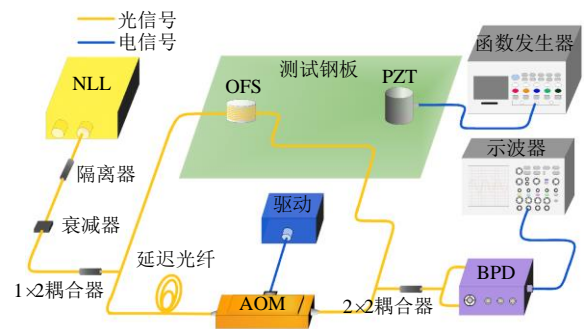 光信号
电信号
NLL
OFS
测试钢板
PZT
函数发生器
隔离器
衰减器
1×2耦合器
延迟光纤
驱动
AOM
2×2耦合器
BPD
示波器